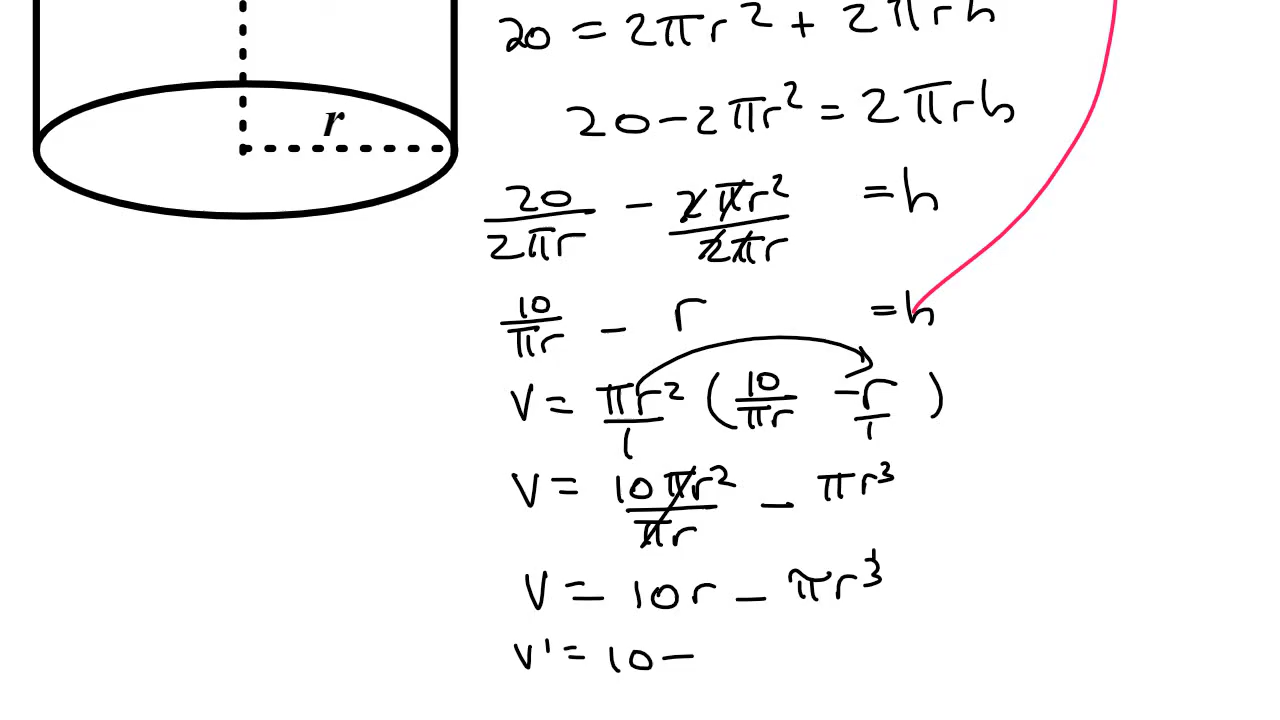 20 = 2πr² + 2πrh
r
20 - 2πr² = 2πrh
20/2πr - 2πr²/2πr = h
10/πr - r = h
V = πr²/1 (10/πr - r/1)
V = 10πr²/πr - πr³
V = 10r - πr³
V' = 10 -